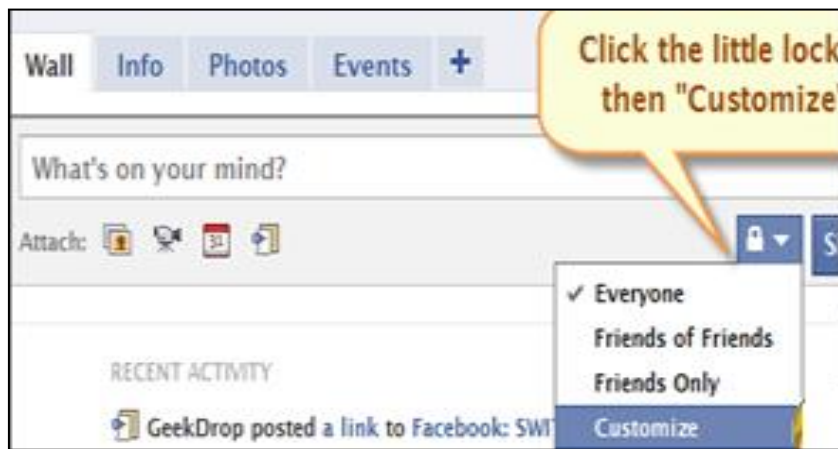 Wall Info Photos Events +
Click the little lock
then "Customize"
What's on your mind?
Attach: 31
Everyone
Friends of Friends
Friends Only
Customize
RECENT ACTIVITY
GeekDrop posted a link to Facebook: